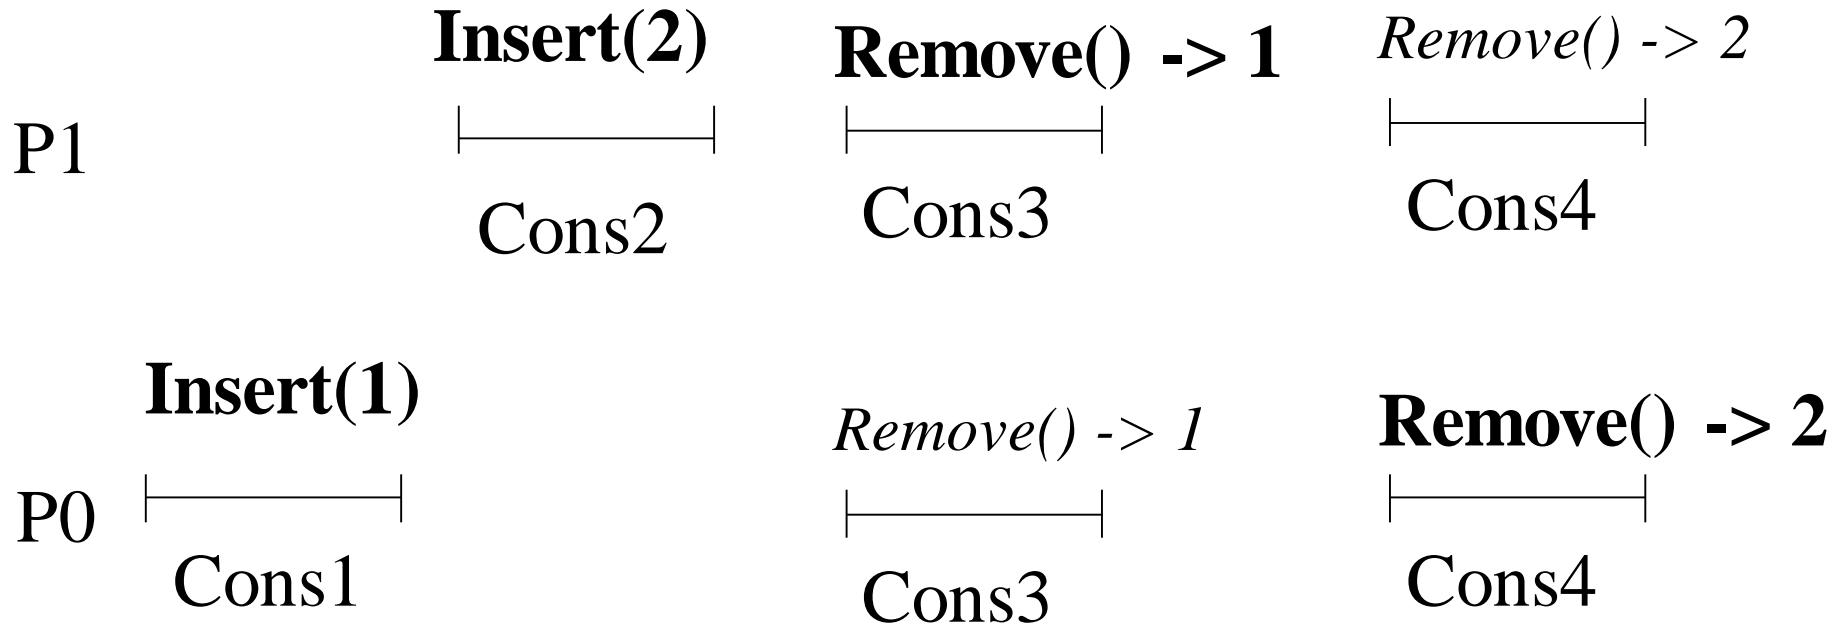 Insert(2) Remove() -> 1 Remove() -> 2
P1
Cons2 Cons3 Cons4
Insert(1) Remove() -> 1 Remove() -> 2
P0
Cons1 Cons3 Cons4